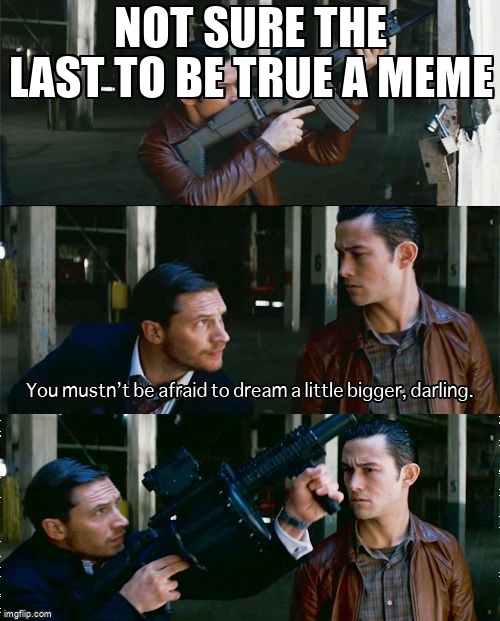 NOT SURE THE
LAST TO BE TRUE A MEME
You mustn't be afraid to dream a little bigger, darling.
imgflip.com